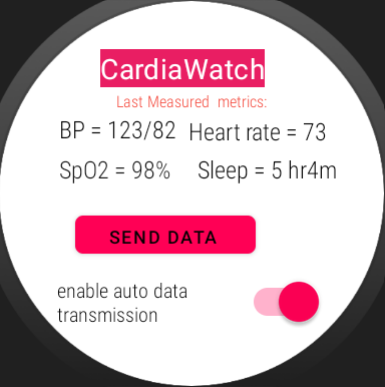 CardiaWatch
Last Measured metrics:
BP = 123/82 Heart rate = 73
SpO2 = 98% Sleep = 5 hr4m
SEND DATA
enable auto data
transmission